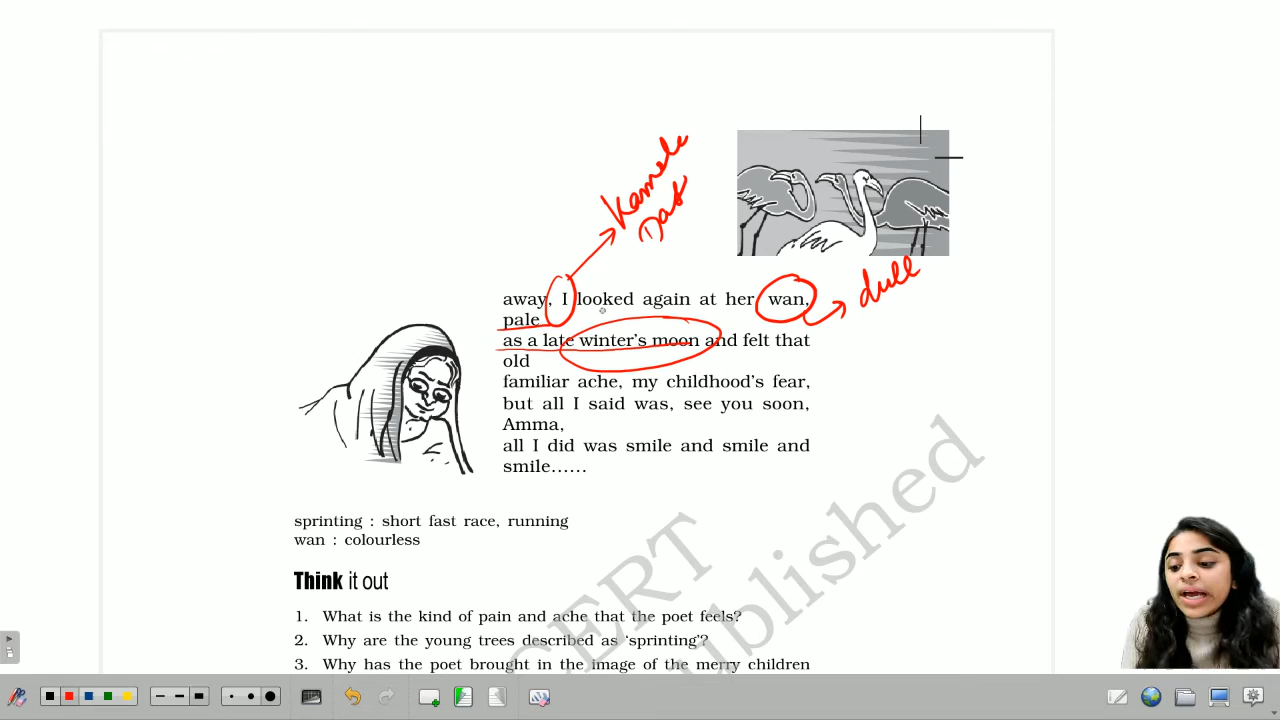 Kamala
Das
away, I looked again at her wan,
pale
dull
as a late winter's moon and felt that
old
familiar ache, my childhood's fear,
but all I said was, see you soon,
Amma,
all I did was smile and smile and
smile......
sprinting : short fast race, running
wan : colourless
Think it out
1. What is the kind of pain and ache that the poet feels?
2. Why are the young trees described as ‘sprinting’?
3. Why has the poet brought in the image of the merry children